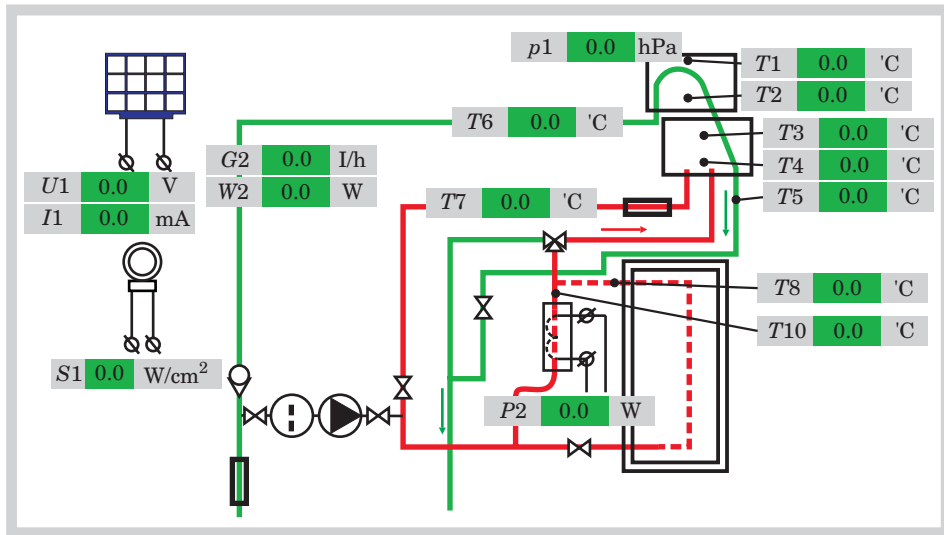 p1 0.0 hPa
T1 0.0 'C
T2 0.0 'C
T6 0.0 'C
T3 0.0 'C
G2 0.0 I/h
T4 0.0 'C
U1 0.0 V
W2 0.0 W
T7 0.0 'C
T5 0.0 'C
I1 0.0 mA
T8 0.0 'C
T10 0.0 'C
S1 0.0 W/cm²
P2 0.0 W